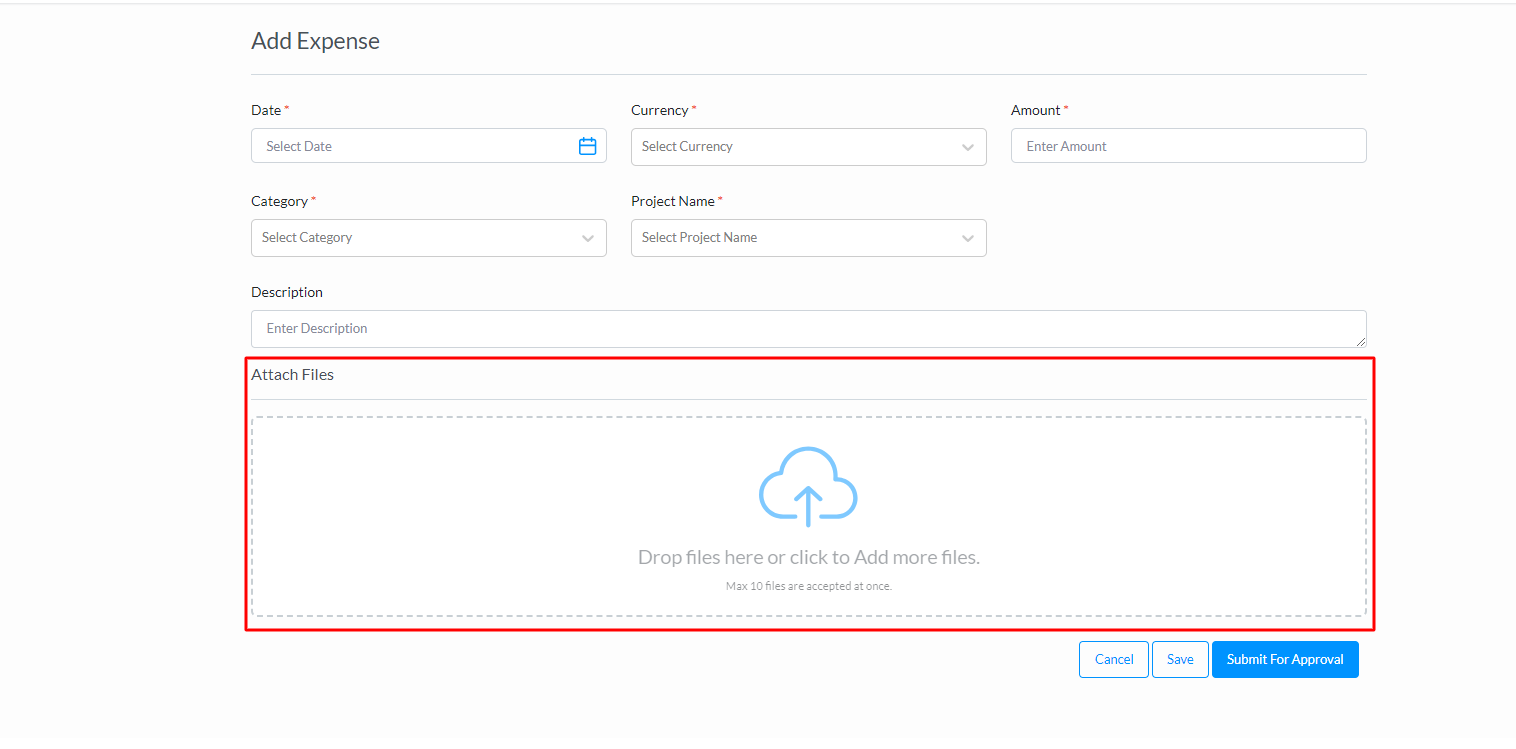 Add Expense
Date * Currency * Amount *
Select Date Select Currency Enter Amount
Category * Project Name *
Select Category Select Project Name
Description
Enter Description
Attach Files
Drop files here or click to Add more files.
Max 10 files are accepted at once.
Cancel Save Submit For Approval